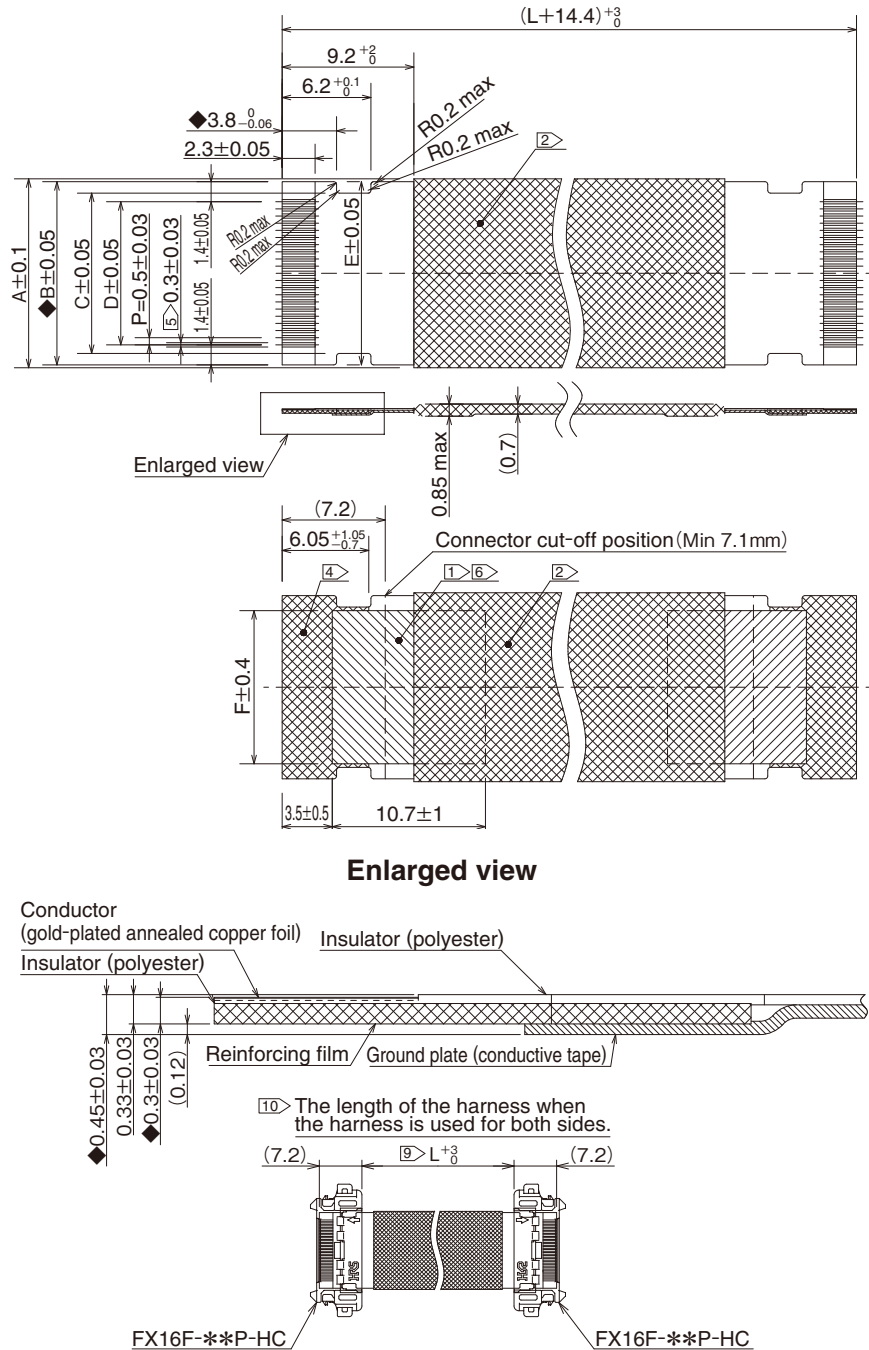 (L+14.4) +3 0
9.2 +2 0
6.2 +0.1 0
◆3.8 0 −0.06
2.3±0.05
R0.2 max
R0.2 max
2
A±0.1
◆B±0.05
C±0.05
D±0.05
P=0.5±0.03
5 0.3±0.03
1.4±0.05
1.4±0.05
R0.2 max
R0.2 max
E±0.05
Enlarged view
0.85 max
(0.7)
(7.2)
6.05 +1.05 −0.7
Connector cut-off position(Min 7.1mm)
4
1 6
2
F±0.4
3.5±0.5
10.7±1
Enlarged view
Conductor
(gold-plated annealed copper foil)
Insulator (polyester)
Insulator (polyester)
Reinforcing film
Ground plate (conductive tape)
◆0.45±0.03
0.33±0.03
◆0.3±0.03
(0.12)
10 The length of the harness when
the harness is used for both sides.
(7.2)
9 L +3 0
(7.2)
HRS
HRS
FX16F-**P-HC
FX16F-**P-HC